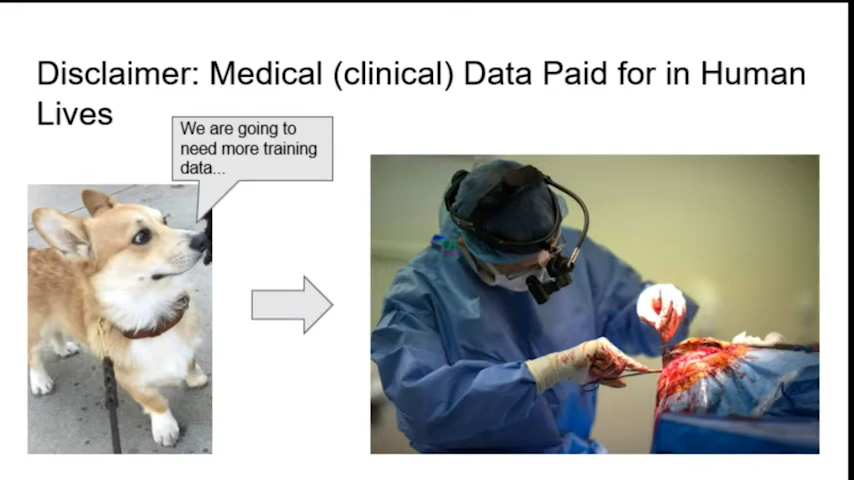 Disclaimer: Medical (clinical) Data Paid for in Human
Lives
We are going to
need more training
data...